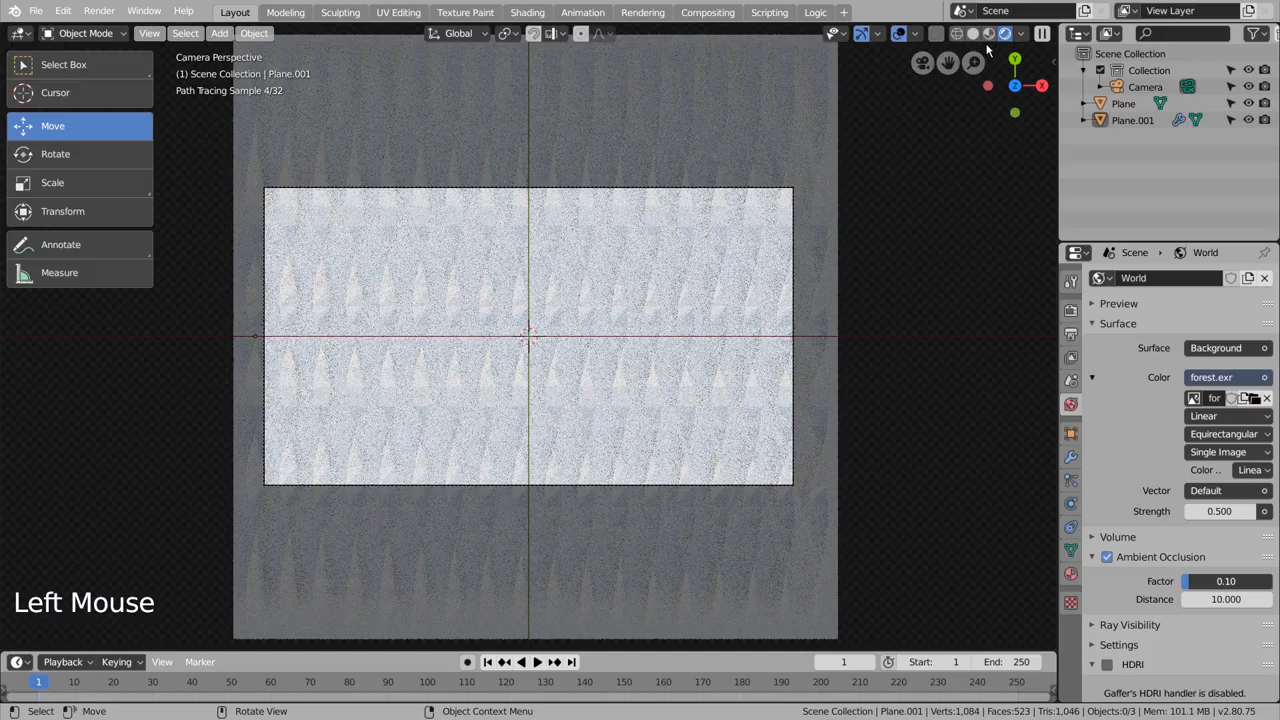 File Edit Render Window Help
Layout Modeling Sculpting UV Editing Texture Paint Shading Animation Rendering Compositing Scripting Logic +
Scene View Layer
Object Mode View Select Add Object Global
Select Box
Cursor
Move
Rotate
Scale
Transform
Annotate
Measure
Camera Perspective
(1) Scene Collection | Plane.001
Path Tracing Sample 4/32
Y
Z
X
Scene Collection
Collection
Camera
Plane
Plane.001
Scene World
World
Preview
Surface
Surface Background
Color forest.exr
for
Linear
Equirectangular
Single Image
Color .. Linea
Vector Default
Strength 0.500
Volume
Ambient Occlusion
Factor 0.10
Distance 10.000
Ray Visibility
Settings
HDRI
Gaffer's HDRI handler is disabled.
Left Mouse
Playback Keying View Marker 1 Start: 1 End: 250
1 10 20 30 40 50 60 70 80 90 100 110 120 130 140 150 160 170 180 190 200 210 220 230 240 250
Select Move Rotate View Object Context Menu Scene Collection | Plane.001 | Verts:1,084 | Faces:523 | Tris:1,046 | Objects:0/3 | Mem: 101.1 MB | v2.80.75